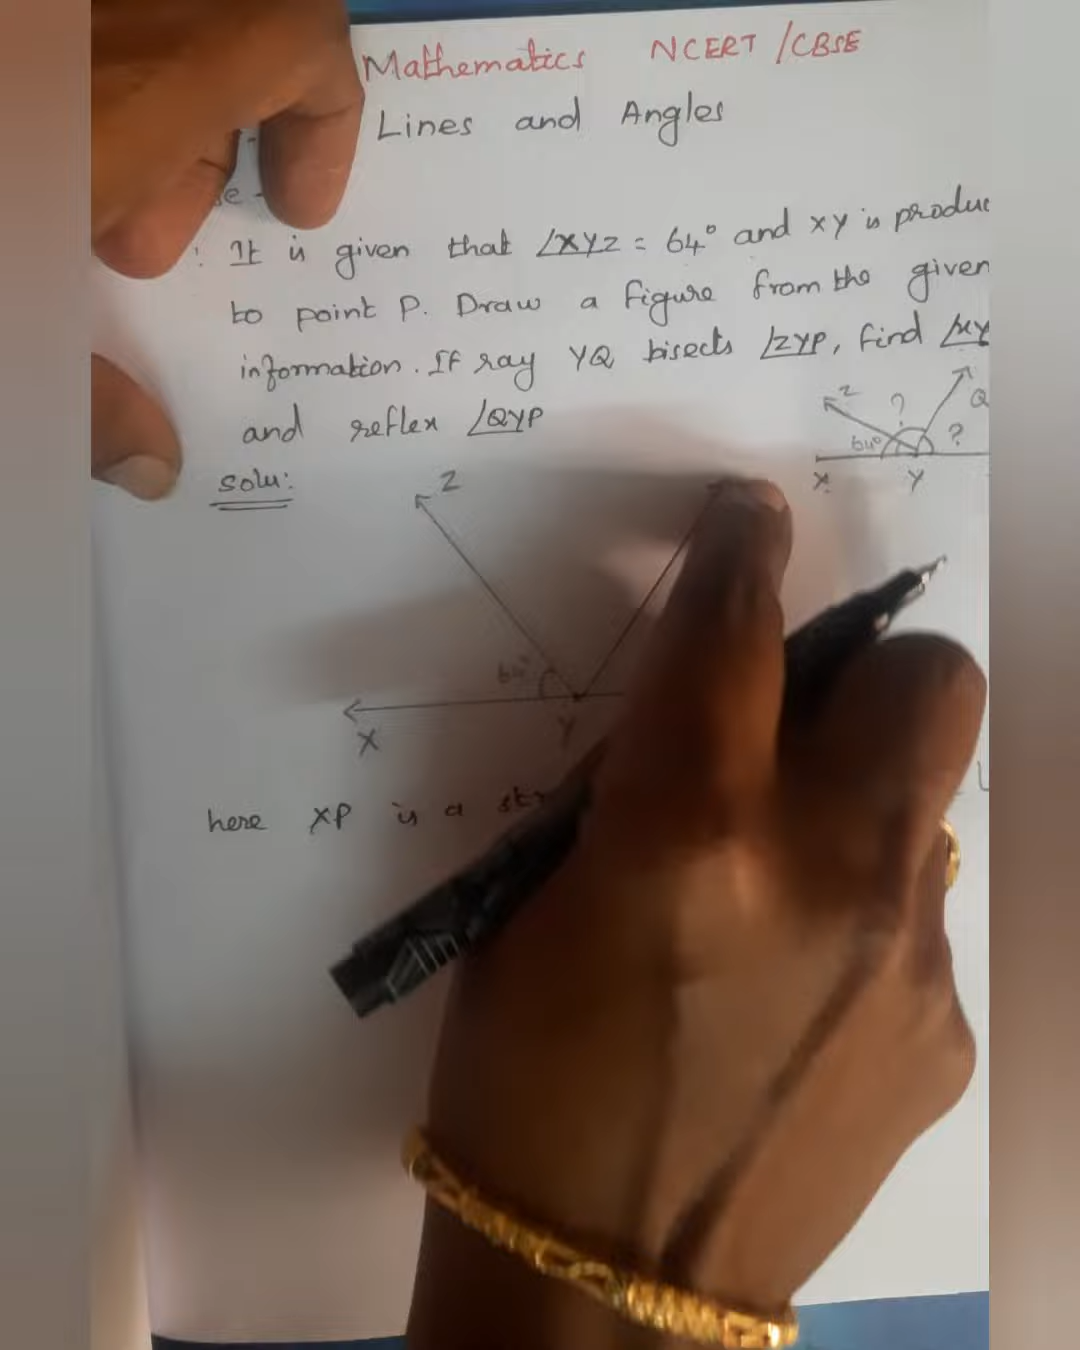 Mathematics NCERT /CBSE
Lines and Angles
It is given that ∠XYZ = 64° and XY is produc
to point P. Draw a figure from the given
information. If ray YQ bisects ∠ZYP, find ∠XY
and reflex ∠QYP
Z ? Q
64° ?
X Y
Solu:
Z
64°
X Y
here XP is a